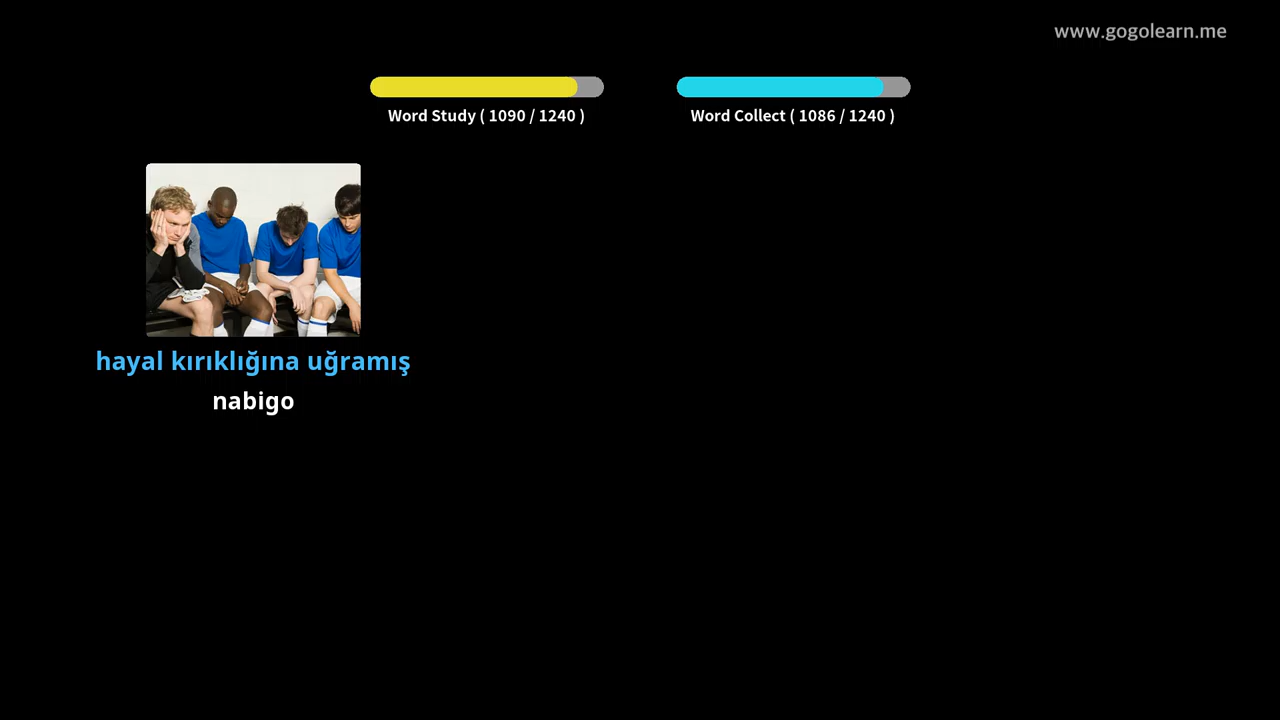 www.gogolearn.me
Word Study ( 1090 / 1240 )
Word Collect ( 1086 / 1240 )
hayal kırıklığına uğramış
nabigo